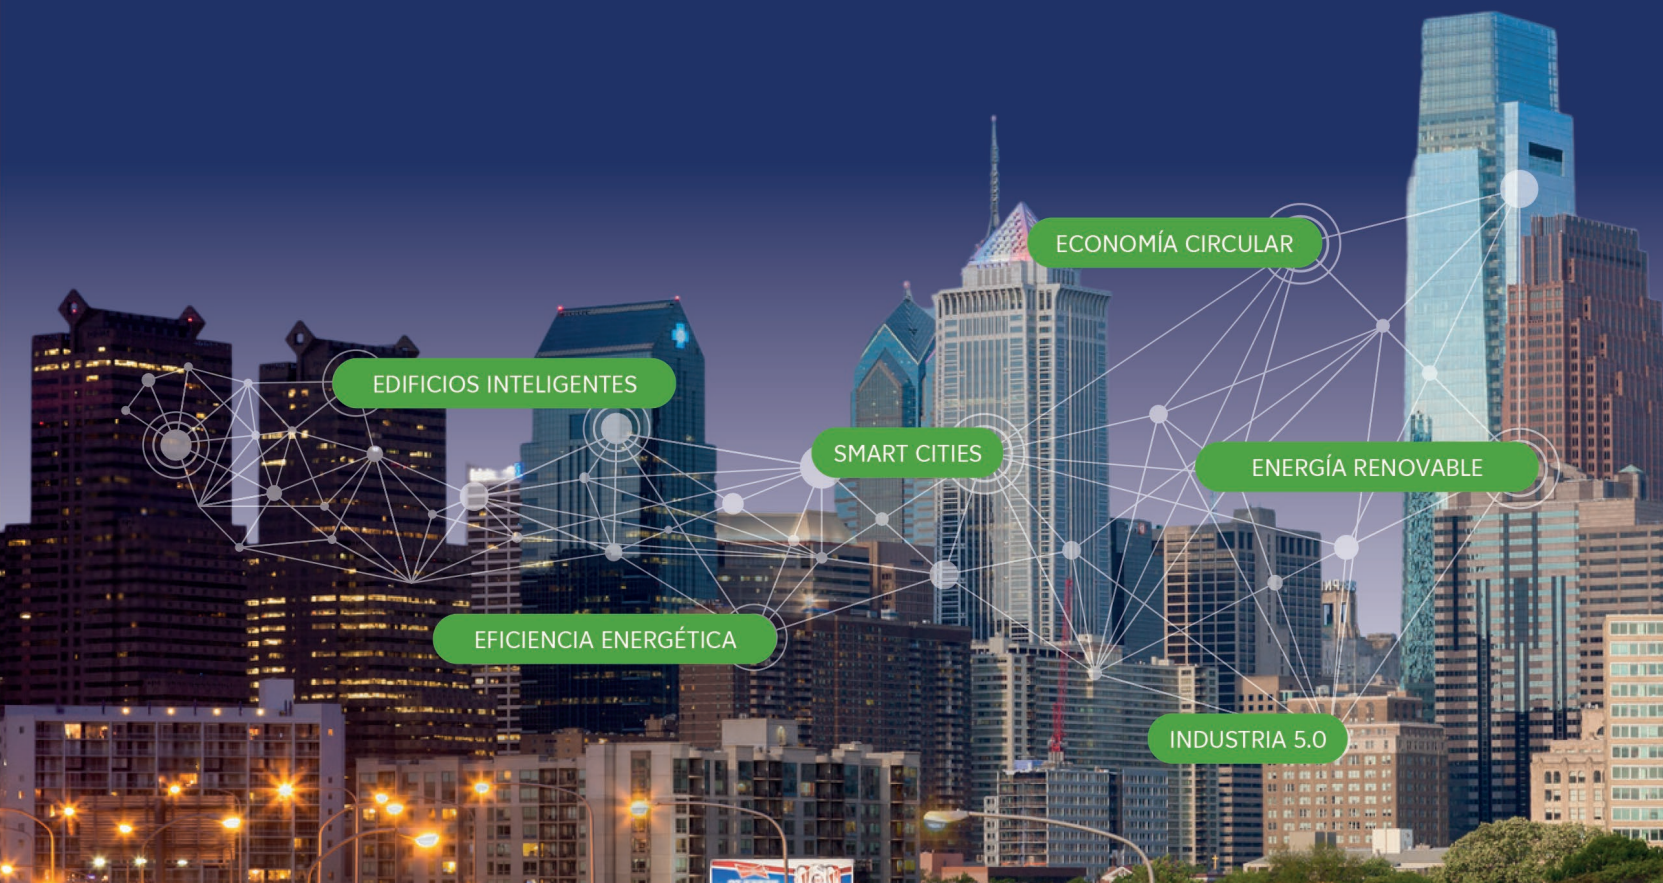 ECONOMÍA CIRCULAR
EDIFICIOS INTELIGENTES
SMART CITIES
ENERGÍA RENOVABLE
EFICIENCIA ENERGÉTICA
INDUSTRIA 5.0